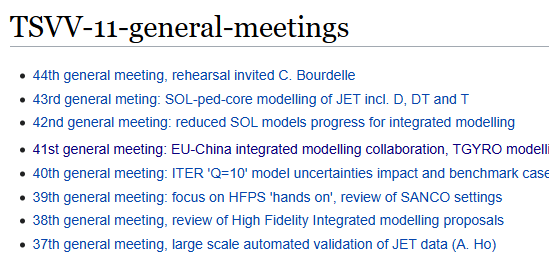 TSVV-11-general-meetings
44th general meeting, rehearsal invited C. Bourdelle
43rd general meting: SOL-ped-core modelling of JET incl. D, DT and T
42nd general meeting: reduced SOL models progress for integrated modelling
41st general meeting: EU-China integrated modelling collaboration, TGYRO modelli
40th general meeting: ITER 'Q=10' model uncertainties impact and benchmark case
39th general meeting: focus on HFPS 'hands on', review of SANCO settings
38th general meeting, review of High Fidelity Integrated modelling proposals
37th general meeting, large scale automated validation of JET data (A. Ho)